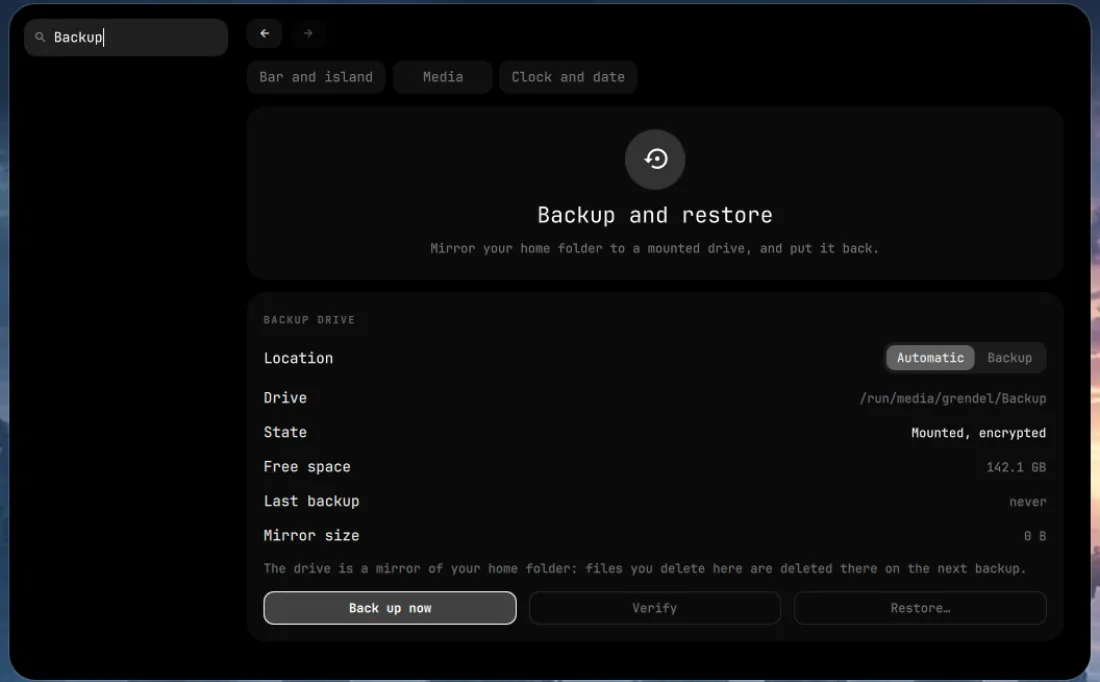 Backup
Bar and island
Media
Clock and date
Backup and restore
Mirror your home folder to a mounted drive, and put it back.
BACKUP DRIVE
Location
Automatic Backup
Drive
/run/media/grendel/Backup
State
Mounted, encrypted
Free space
142.1 GB
Last backup
never
Mirror size
0 B
The drive is a mirror of your home folder: files you delete here are deleted there on the next backup.
Back up now
Verify
Restore…